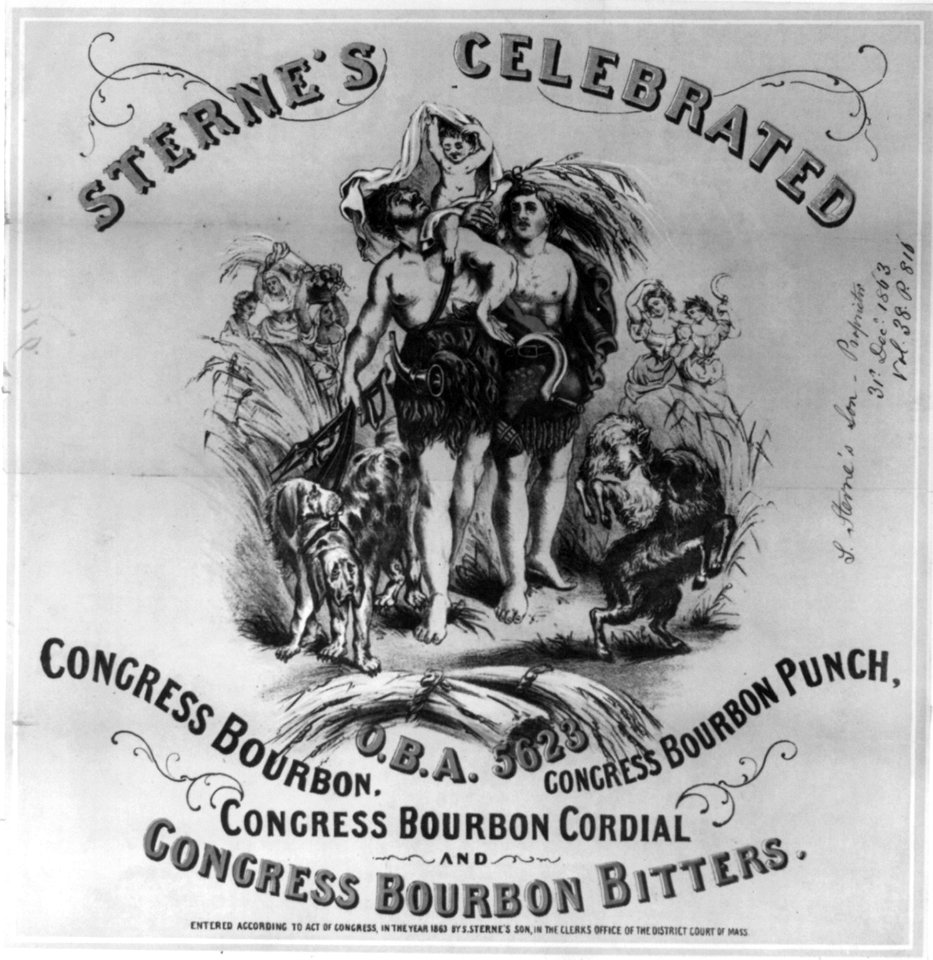 STERNE'S CELEBRATED
S. Sterne's Son - Proprietor
31st Dec. 1863
Vol. 38. P. 816
CONGRESS BOURBON.
O.B.A. 5623
CONGRESS BOURBON PUNCH,
CONGRESS BOURBON CORDIAL
AND
CONGRESS BOURBON BITTERS.
ENTERED ACCORDING TO ACT OF CONGRESS, IN THE YEAR 1863 BY S. STERNE'S SON, IN THE CLERKS OFFICE OF THE DISTRICT COURT OF MASS.